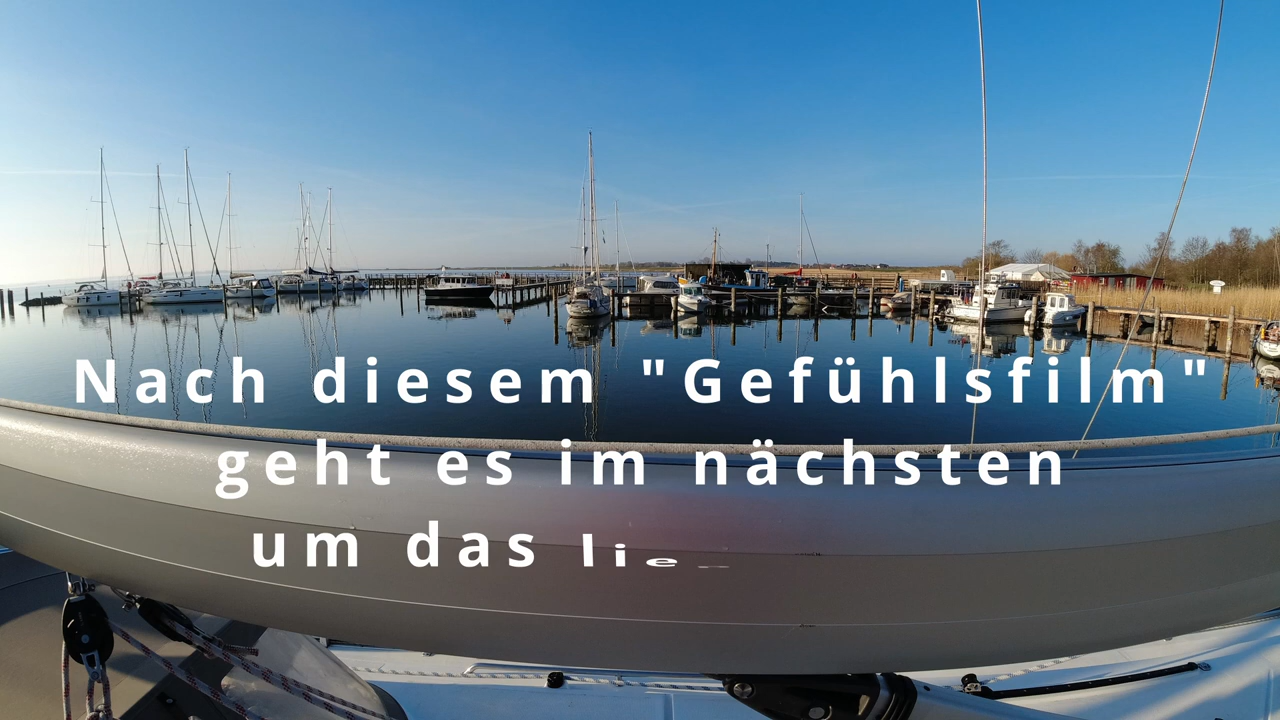 Nach diesem "Gefühlsfilm"
geht es im nächsten
um das